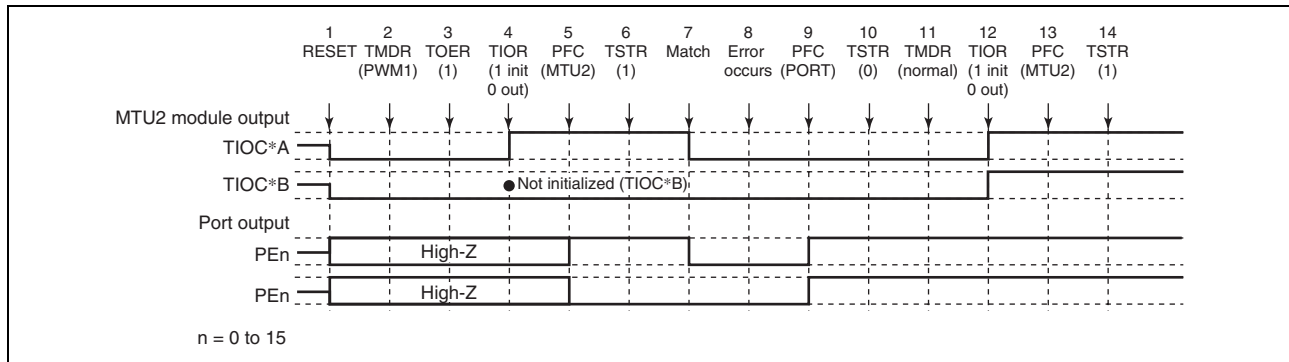 1 2 3 4 5 6 7 8 9 10 11 12 13 14
RESET TMDR TOER TIOR PFC TSTR Match Error PFC TSTR TMDR TIOR PFC TSTR
(PWM1) (1) (1 init (MTU2) (1) occurs (PORT) (0) (normal) (1 init (MTU2) (1)
0 out) 0 out)
MTU2 module output
TIOC*A
TIOC*B
Not initialized (TIOC*B)
Port output
PEn
High-Z
PEn
High-Z
n = 0 to 15